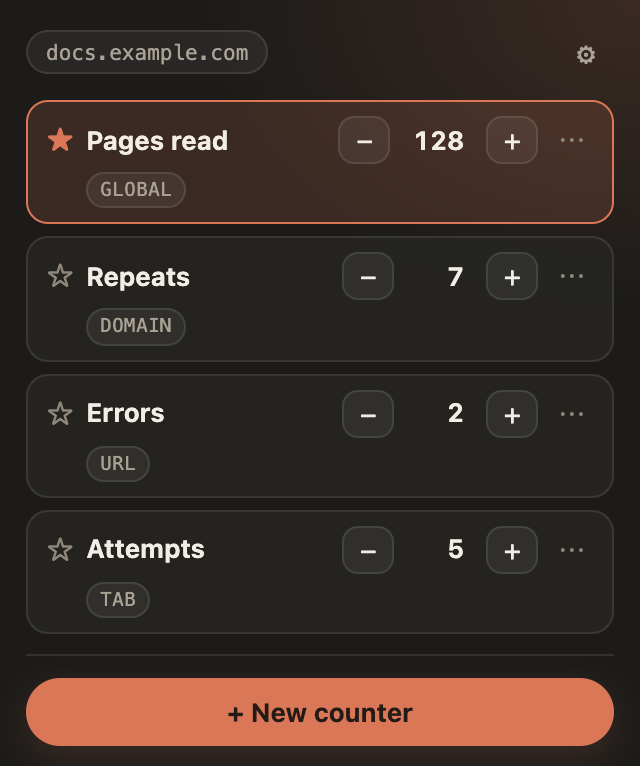 docs.example.com
Pages read − 128 + ···
GLOBAL
Repeats − 7 + ···
DOMAIN
Errors − 2 + ···
URL
Attempts − 5 + ···
TAB
+ New counter